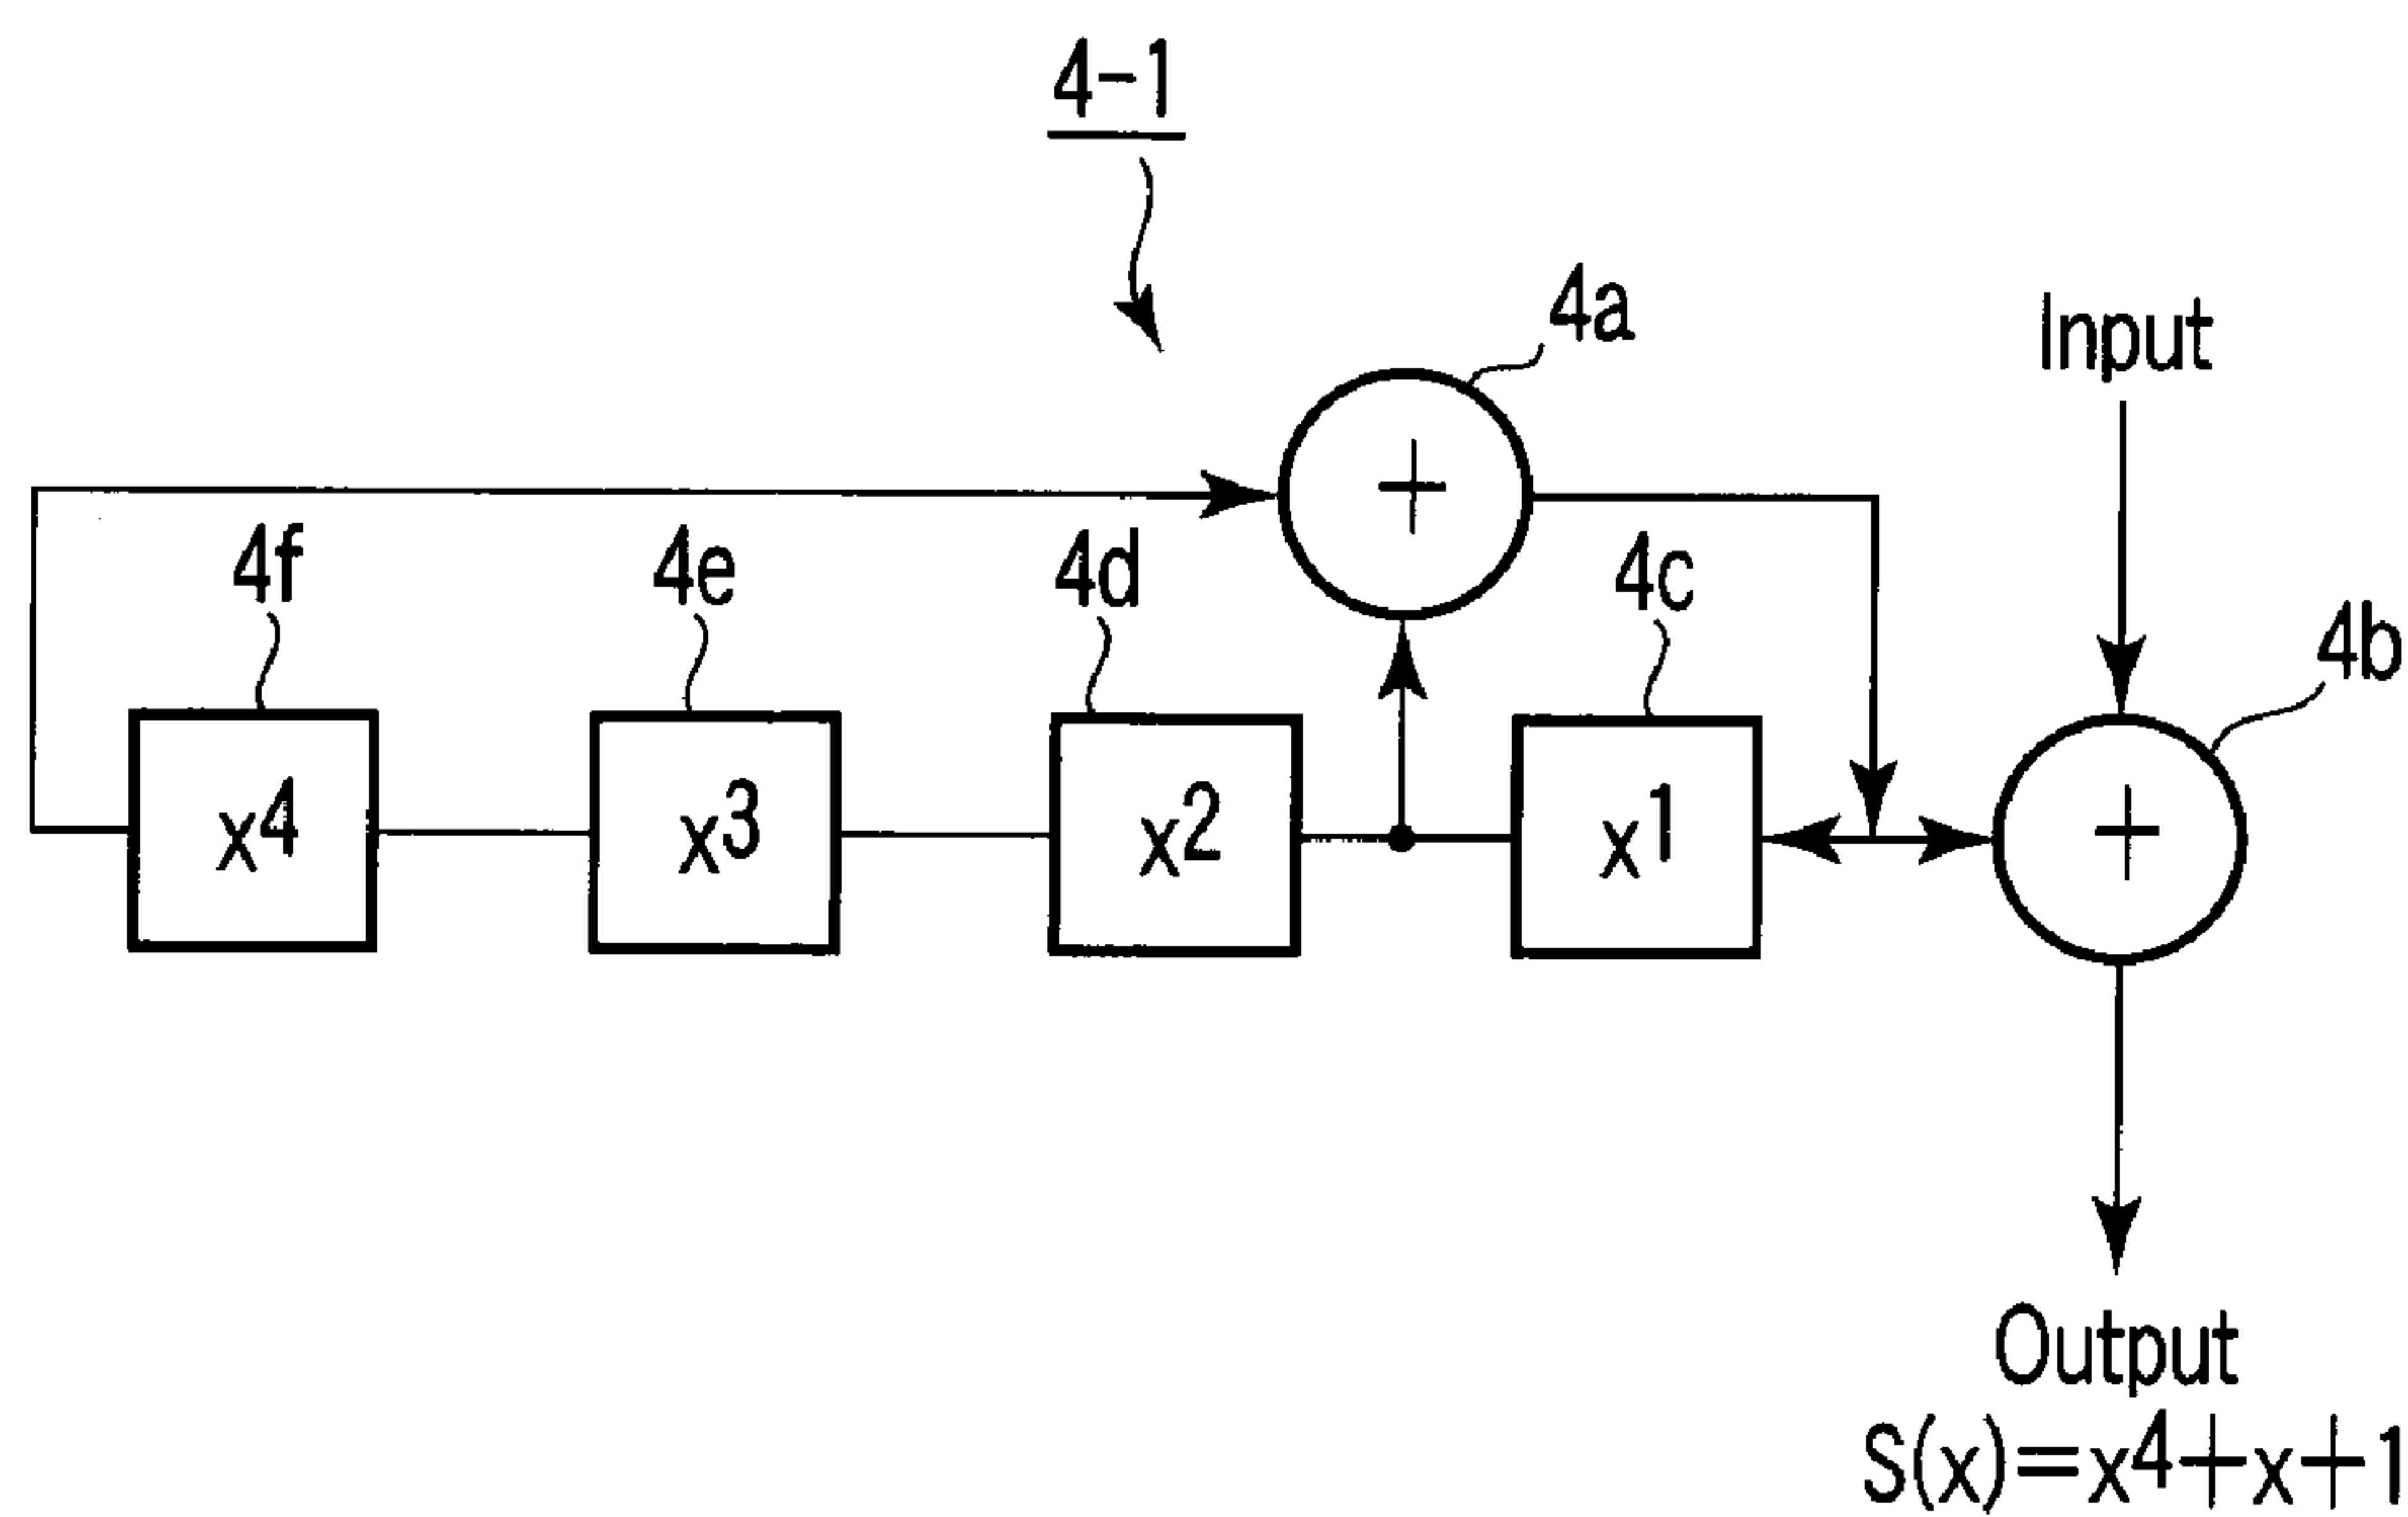 4-1
4a
Input
+
4f
4e
4d
4c
4b
x4
x3
x2
x1
+
Output
S(x)=x4+x+1